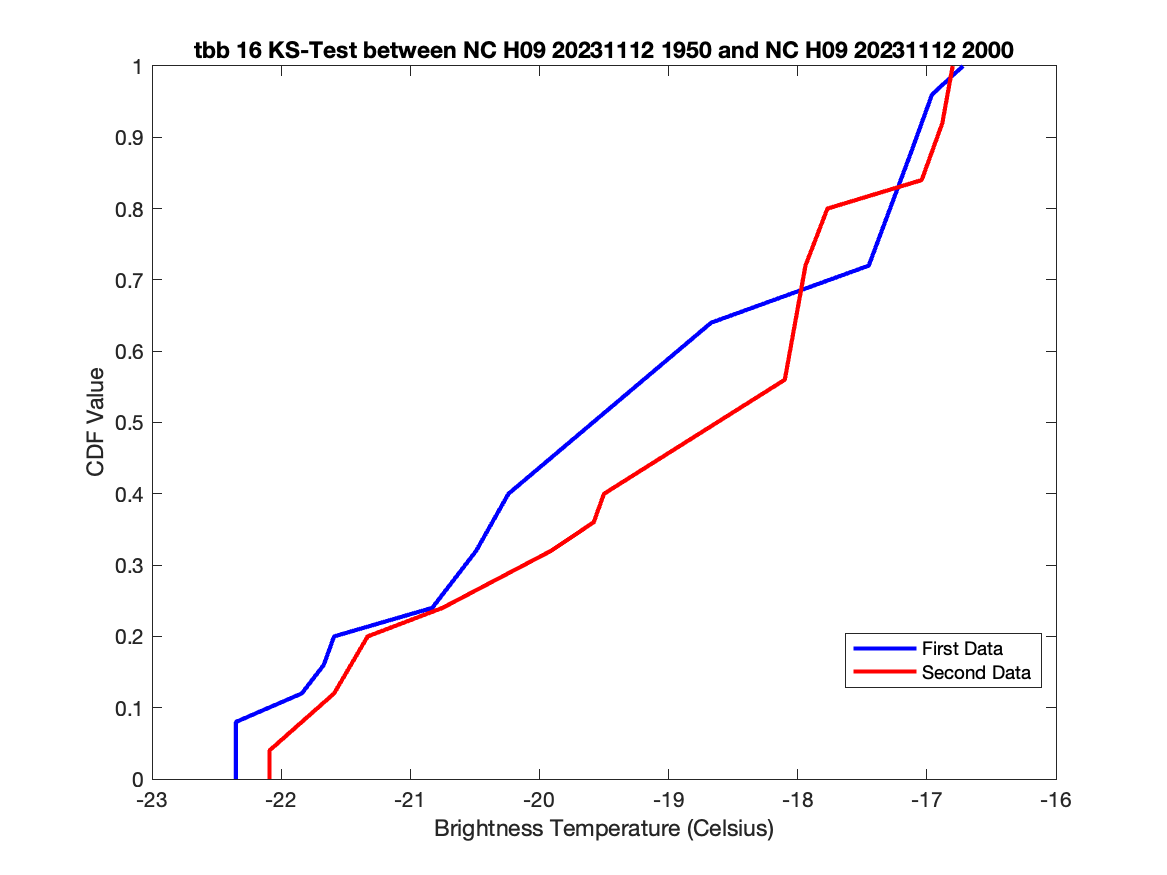 tbb 16 KS-Test between NC H09 20231112 1950 and NC H09 20231112 2000
1
0.9
0.8
0.7
0.6
0.5
0.4
0.3
0.2
0.1
0
CDF Value
First Data
Second Data
-23 -22 -21 -20 -19 -18 -17 -16
Brightness Temperature (Celsius)